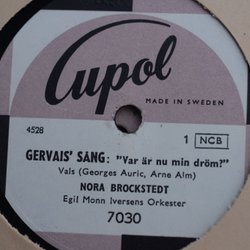 Cupol
MADE IN SWEDEN
4528
1 NCB
GERVAIS' SÅNG: "Var är nu min dröm?"
Vals (Georges Auric, Arne Alm)
NORA BROCKSTEDT
Egil Monn Iversens Orkester
7030